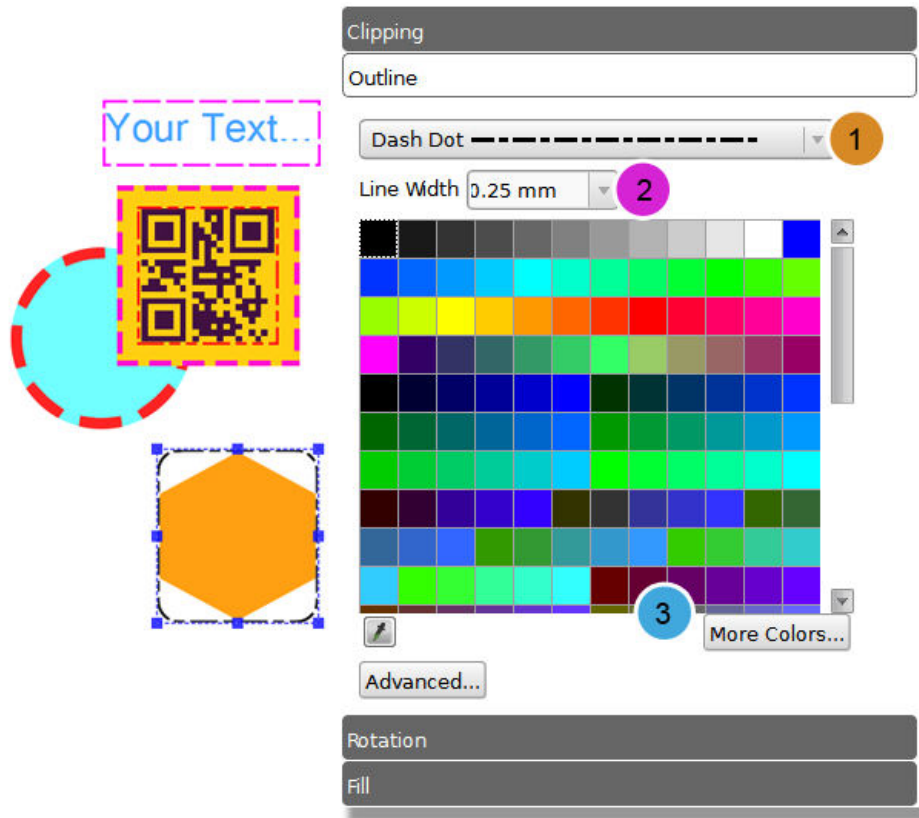 Clipping
Outline
Your Text...
Dash Dot
1
Line Width
0.25 mm
2
3
More Colors...
Advanced...
Rotation
Fill